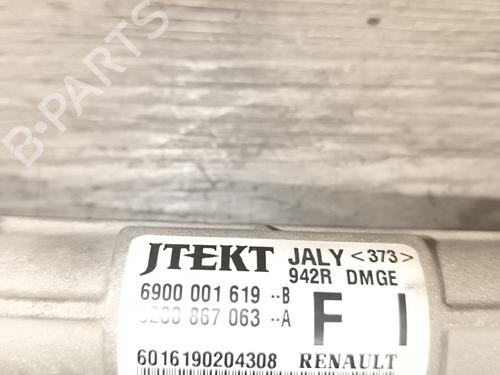 B-PARTS
JTEKT JALY <373>
942R DMGE
6900 001 619 --B
8200 867 063 --A
F I
6016190204308 RENAULT